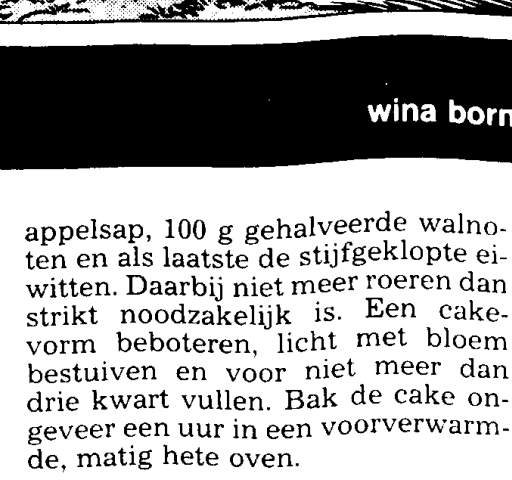 wina born
appelsap, 100 g gehalveerde walno-
ten en als laatste de stijfgeklopte ei-
witten. Daarbij niet meer roeren dan
strikt noodzakelijk is. Een cake-
vorm beboteren, licht met bloem
bestuiven en voor niet meer dan
drie kwart vullen. Bak de cake on-
geveer een uur in een voorverwarm-
de, matig hete oven.